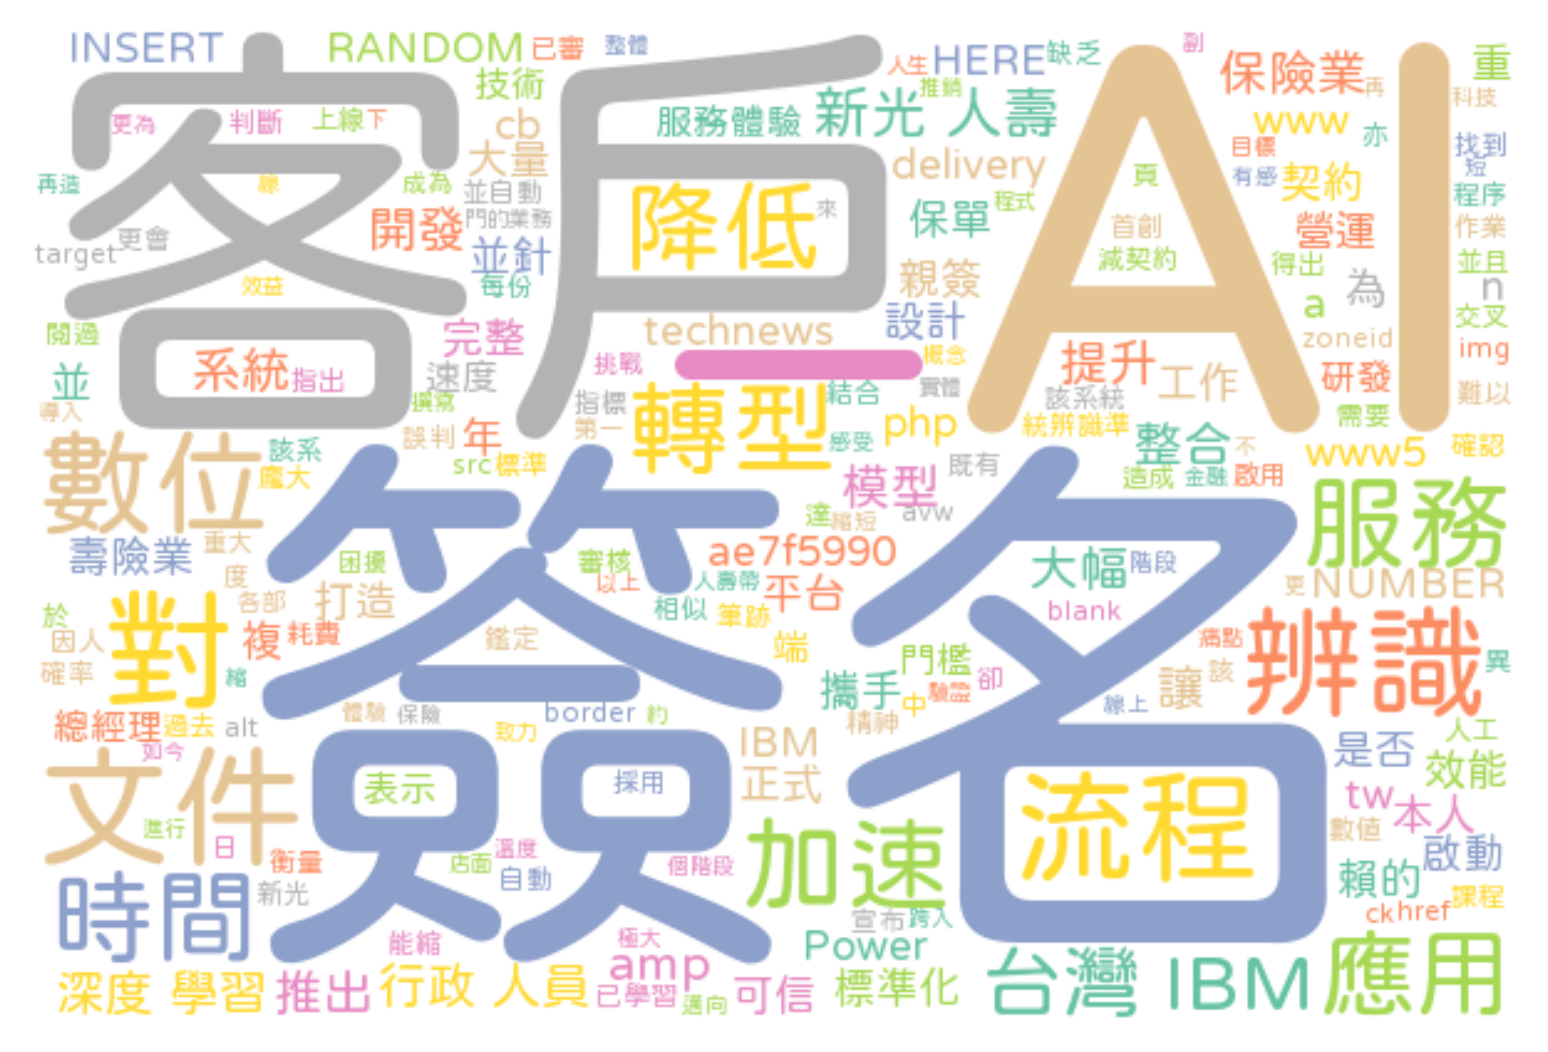 INSERT
RANDOM
已審
整體
人生
HERE
缺乏
副
保險業
再
重
科技
技術
推銷
服務體驗
新光 人壽
www
亦
更為
判斷
上線
下
cb
大量
客戶
AI
目標
找到
短
再造
線
成為
並自動
delivery
頁
有感
契約
程序
開發
門的業務
降低
來
保單
程式
首創
營運
作業
target
更會
並針
減契約
得出
並且
效益
每份
親簽
為
n
a
閱過
完整
technews
設計
zoneid
交叉
系統
指出
挑戰
概念
提升
img
並
速度
實體
工作
研發
難以
導入
撰寫
指標
轉型
結合
php
該系統
需要
數位
該系
誤判
年
第一
感受
統辨識準
整合
不
www5
確認
龐大
src
標準
模型
既有
造成
金融
啟用
簽名
達
縮短
avw
服務
壽險業
重大
困擾
審核
ae7f5990
大幅
階段
度
以上
人壽帶
平台
更
NUMBER
於
對
各部
打造
相似
筆跡
blank
因人
複
耗費
鑑定
端
門檻
痛點
辨識
異
確率
縮
攜手
驗證
卻
讓
該
總經理
過去
alt
體驗
保險
border
約
中
線上
精神
人工
如今
致力
IBM
是否
效能
文件
表示
採用
正式
流程
tw
本人
進行
日
數值
加速
啟動
衡量
店面
溫度
自動
個階段
賴的
時間
新光
課程
宣布
跨入
ck
href
能縮
極大
Power
深度 學習
推出
行政 人員
amp
已學習
邁向
可信
標準化
台灣 IBM
應用